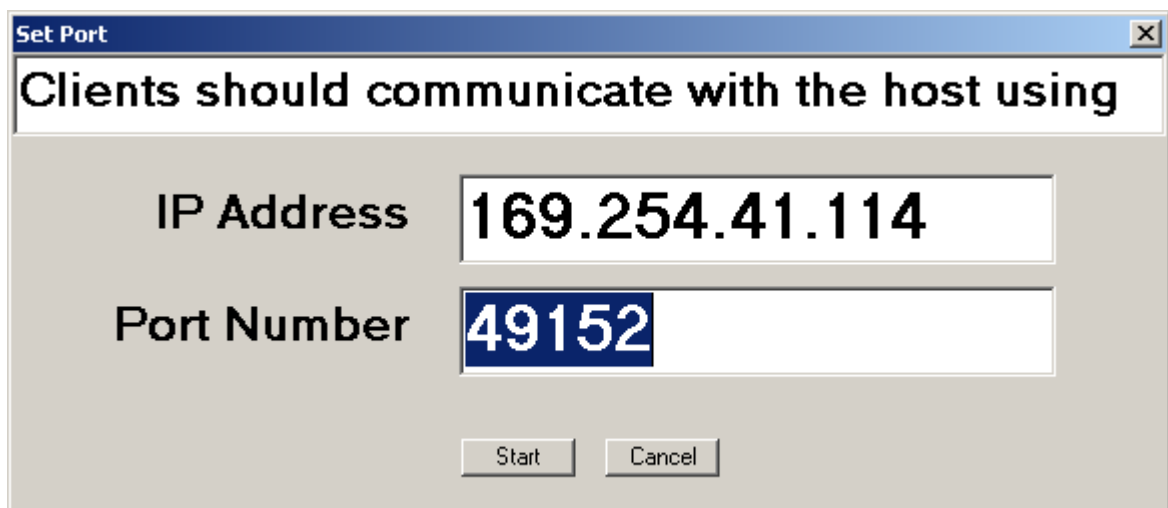 Set Port
Clients should communicate with the host using
IP Address 169.254.41.114
Port Number 49152
Start Cancel